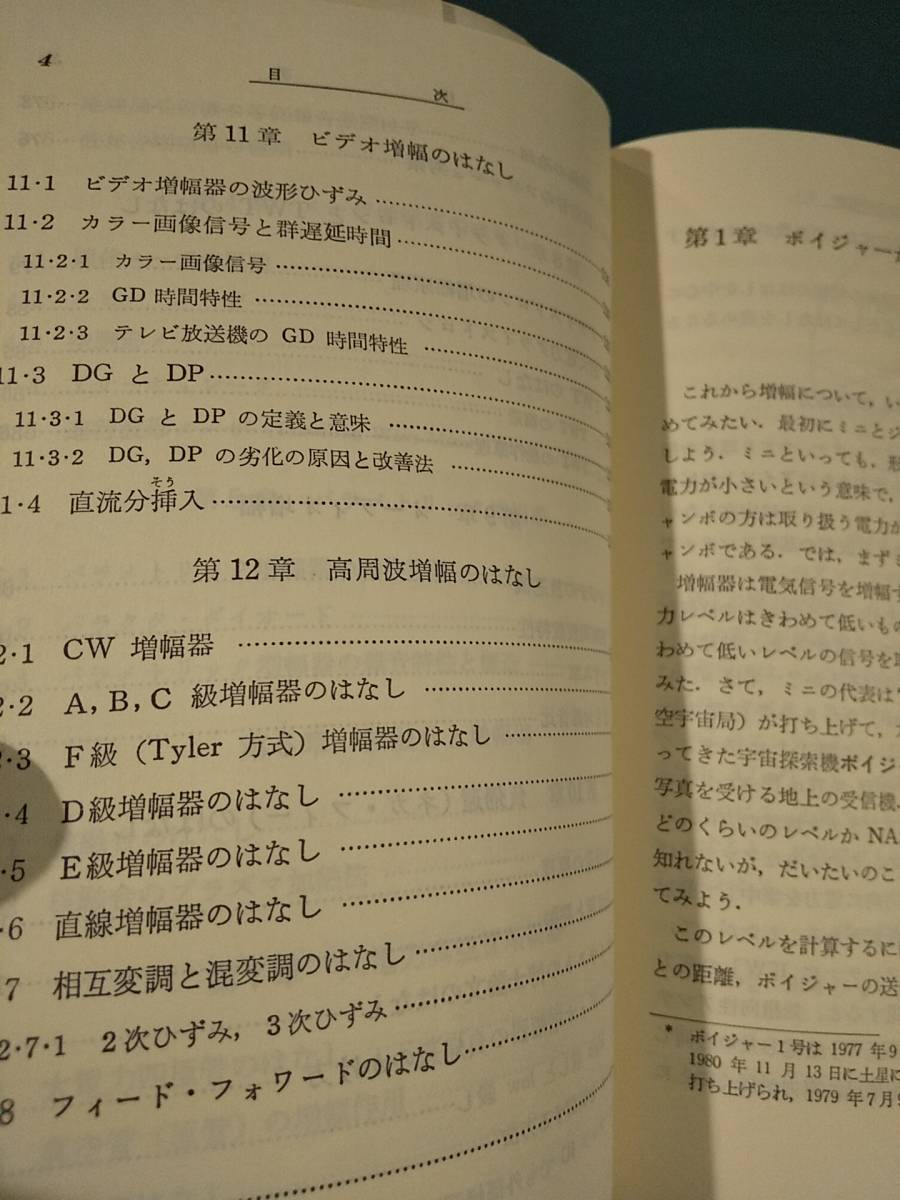 4
目次
第11章 ビデオ増幅のはなし
11・1 ビデオ増幅器の波形ひずみ
11・2 カラー画像信号と群遅延時間
11・2・1 カラー画像信号
11・2・2 GD 時間特性
11・2・3 テレビ放送機の GD 時間特性
11・3 DG と DP
11・3・1 DG と DP の定義と意味
11・3・2 DG, DP の劣化の原因と改善法
1・4 直流分挿入
そう
第12章 高周波増幅のはなし
2・1 CW 増幅器
2・2 A, B, C 級増幅器のはなし
2・3 F級（Tyler 方式）増幅器のはなし
・4 D級増幅器のはなし
・5 E級増幅器のはなし
・6 直線増幅器のはなし
7 相互変調と混変調のはなし
2・7・1 2次ひずみ, 3次ひずみ
8 フィード・フォワードのはなし
第1章 ボイジャー
これから増幅について, い
めてみたい. 最初にミニとジ
しよう. ミニといっても, 形
電力が小さいという意味で,
ャンボの方は取り扱う電力が
ャンボである. では, まずミ
増幅器は電気信号を増幅す
力レベルはきわめて低いもの
わめて低いレベルの信号を
みた. さて, ミニの代表は
空宇宙局）が打ち上げて,
ってきた宇宙探索機ボイジ
写真を受ける地上の受信機.
どのくらいのレベルか NA
知れないが, だいたいのこ
てみよう.
このレベルを計算するに
との距離, ボイジャーの送
* ボイジャー1号は 1977 年9
1980 年 11 月 13 日に土星に
打ち上げられ, 1979 年7月9